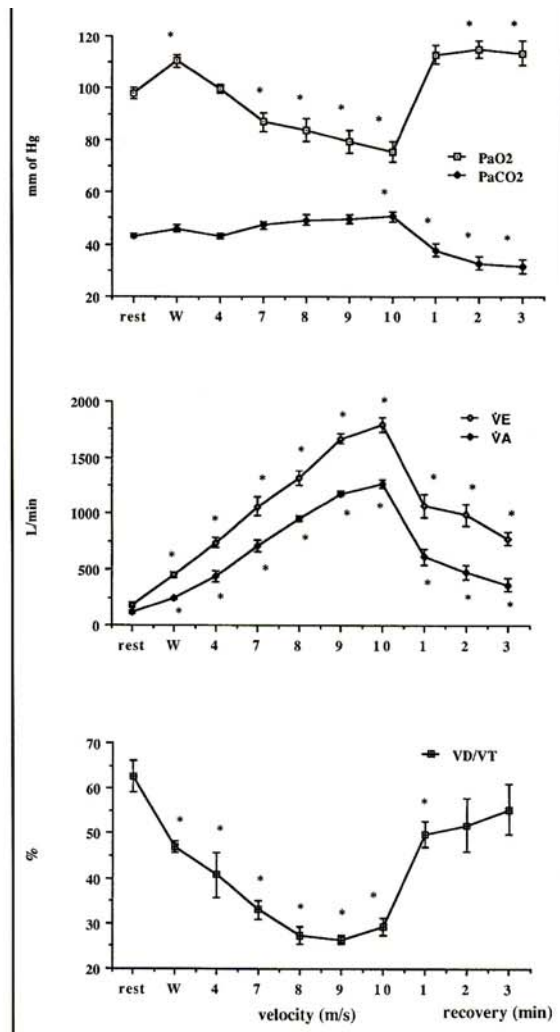 120
100
80
60
40
20
mm of Hg
* * * * * * * *
PaO2
PaCO2
* * * *
rest W 4 7 8 9 10 1 2 3
2000
1500
1000
500
0
L/min
* * * * * * * * *
V̇E
V̇A
* * * * * * * * *
rest W 4 7 8 9 10 1 2 3
70
60
50
40
30
20
%
VD/VT
* * * * * * *
rest W 4 7 8 9 10 1 2 3
velocity (m/s) recovery (min)